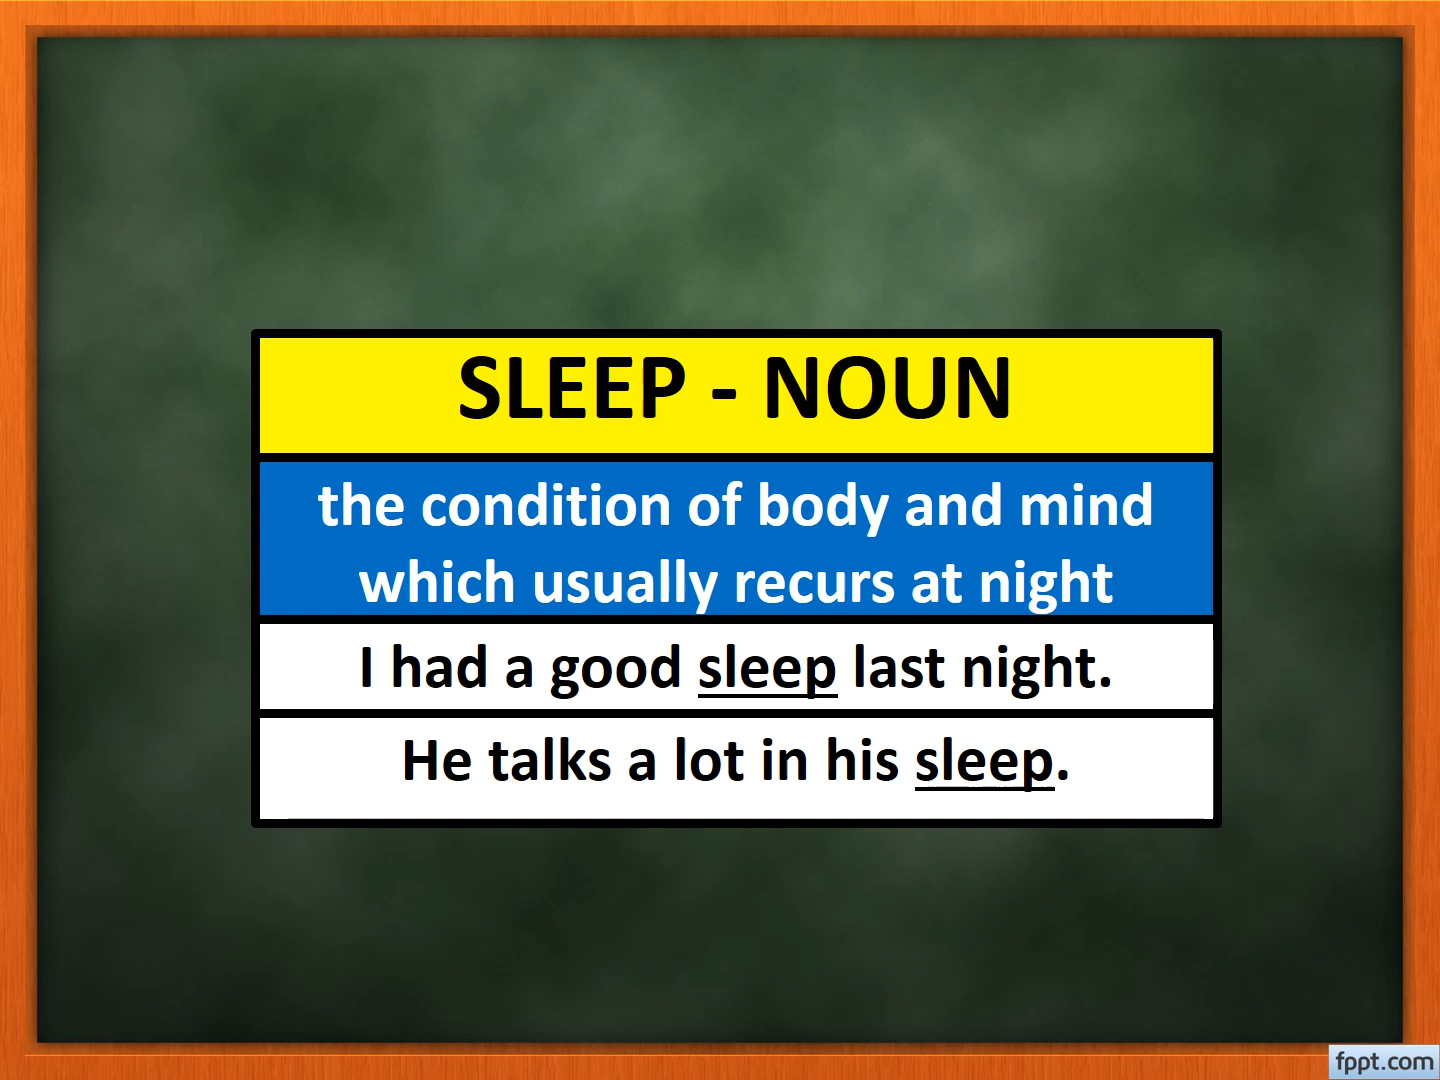 SLEEP - NOUN
the condition of body and mind
which usually recurs at night
I had a good sleep last night.
He talks a lot in his sleep.
fppt.com